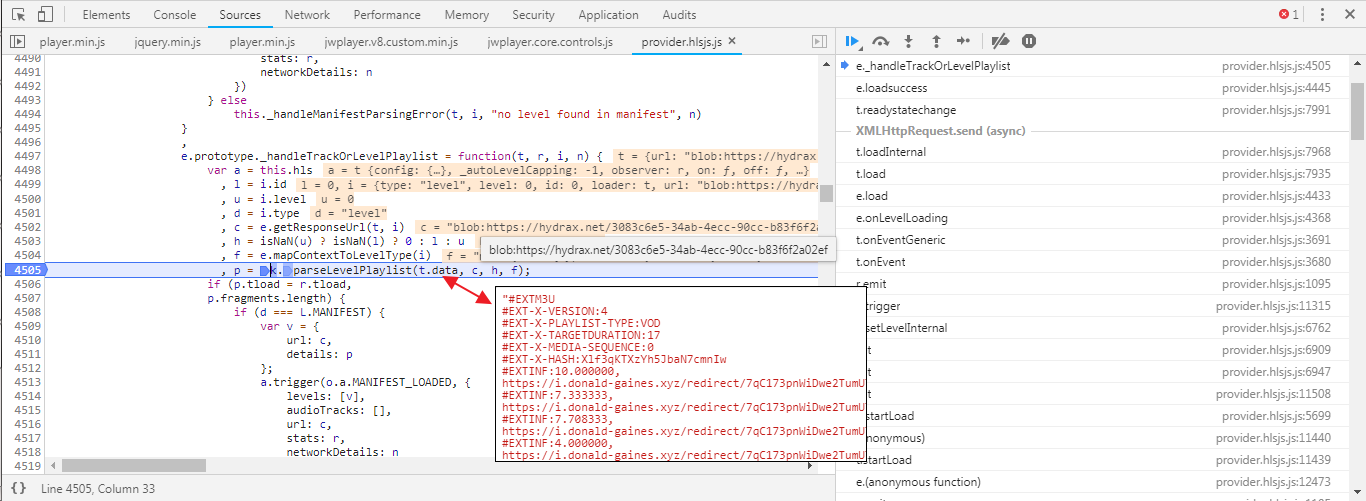 Elements Console Sources Network Performance Memory Security Application Audits 1
player.min.js jquery.min.js player.min.js jwplayer.v8.custom.min.js jwplayer.core.controls.js provider.hlsjs.js
4490 stats: r,
4491 networkDetails: n
4492 })
4493 } else
4494 this._handleManifestParsingError(t, i, "no level found in manifest", n)
4495 }
4496 ,
4497 e.prototype._handleTrackOrLevelPlaylist = function(t, r, i, n) { t = {url: "blob:https://hydrax
4498 var a = this.hls a = t {config: {…}, _autoLevelCapping: -1, observer: r, on: ƒ, off: ƒ, …}
4499 , l = i.id l = 0, i = {type: "level", level: 0, id: 0, loader: t, url: "blob:https://hydra
4500 , u = i.level u = 0
4501 , d = i.type d = "level"
4502 , c = e.getResponseUrl(t, i) c = "blob:https://hydrax.net/3083c6e5-34ab-4ecc-90cc-b83f6f2a02
4503 , h = isNaN(u) ? isNaN(l) ? 0 : l : u
blob:https://hydrax.net/3083c6e5-34ab-4ecc-90cc-b83f6f2a02ef
4504 , f = e.mapContextToLevelType(i) f = "
4505 , p = k.parseLevelPlaylist(t.data, c, h, f);
4506 if (p.tload = r.tload,
4507 p.fragments.length) {
4508 if (d === L.MANIFEST) {
4509 var v = {
4510 url: c,
4511 details: p
4512 };
4513 a.trigger(o.a.MANIFEST_LOADED, {
4514 levels: [v],
4515 audioTracks: [],
4516 url: c,
4517 stats: r,
4518 networkDetails: n
4519
"#EXTM3U
#EXT-X-VERSION:4
#EXT-X-PLAYLIST-TYPE:VOD
#EXT-X-TARGETDURATION:17
#EXT-X-MEDIA-SEQUENCE:0
#EXT-X-HASH:Xlf3qKTXzYh5JbaN7cmnIw
#EXTINF:10.000000,
https://i.donald-gaines.xyz/redirect/7qC173pnWiDwe2TumU
#EXTINF:7.333333,
https://i.donald-gaines.xyz/redirect/7qC173pnWiDwe2TumU
#EXTINF:7.708333,
https://i.donald-gaines.xyz/redirect/7qC173pnWiDwe2TumU
#EXTINF:4.000000,
https://i.donald-gaines.xyz/redirect/7qC173pnWiDwe2TumU
{} Line 4505, Column 33
e._handleTrackOrLevelPlaylist provider.hlsjs.js:4505
e.loadsuccess provider.hlsjs.js:4445
t.readystatechange provider.hlsjs.js:7991
XMLHttpRequest.send (async)
t.loadInternal provider.hlsjs.js:7968
t.load provider.hlsjs.js:7935
e.load provider.hlsjs.js:4433
e.onLevelLoading provider.hlsjs.js:4368
t.onEventGeneric provider.hlsjs.js:3691
t.onEvent provider.hlsjs.js:3680
r.emit provider.hlsjs.js:1095
trigger provider.hlsjs.js:11315
setLevelInternal provider.hlsjs.js:6762
t provider.hlsjs.js:6909
t provider.hlsjs.js:6947
t provider.hlsjs.js:11508
startLoad provider.hlsjs.js:5699
nonymous) provider.hlsjs.js:11440
.startLoad provider.hlsjs.js:11439
e.(anonymous function) provider.hlsjs.js:12473